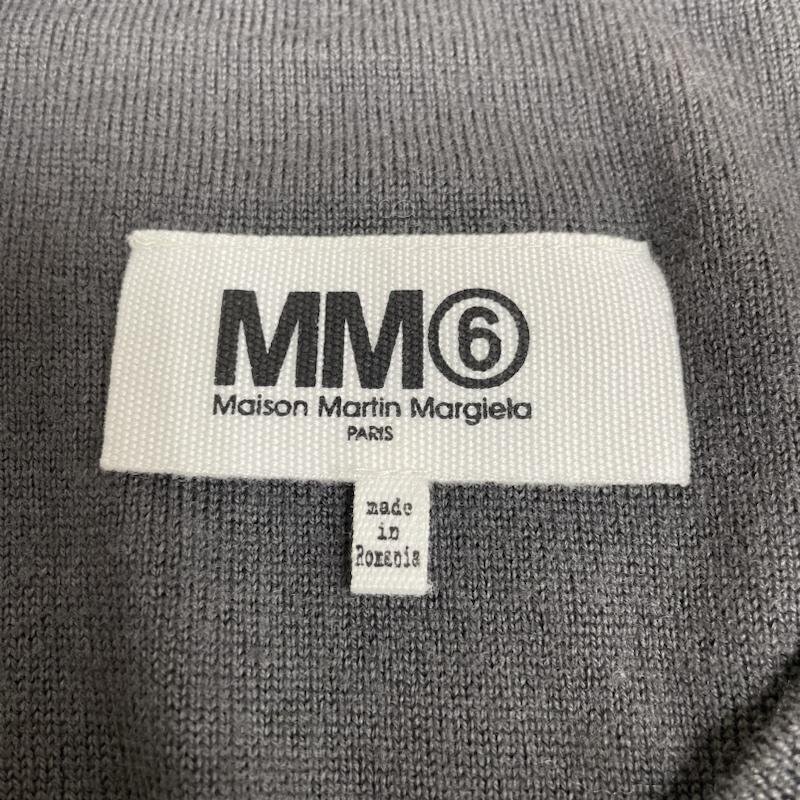 MM⑥
Maison Martin Margiela
PARIS
made
in
Romania